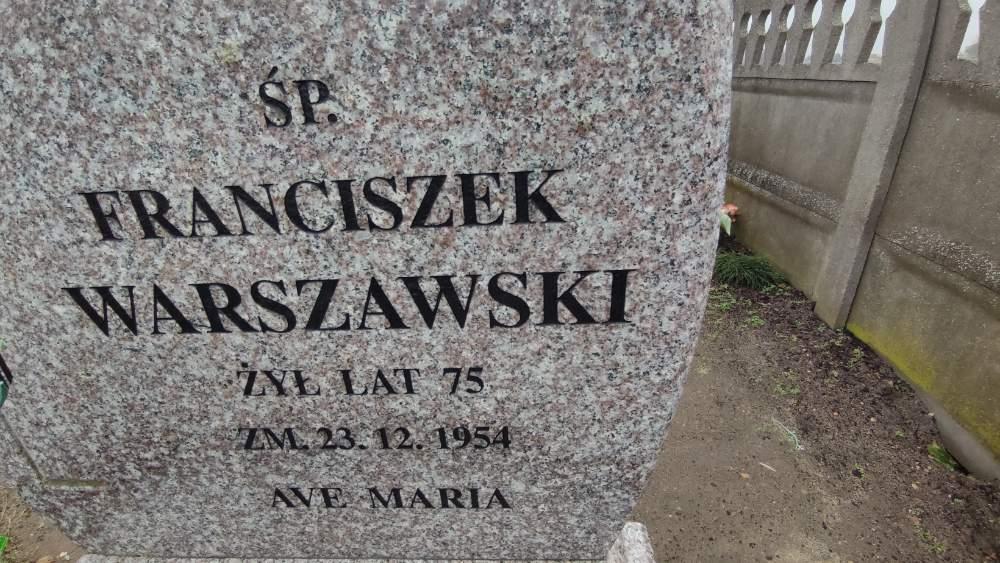 ŚP.
FRANCISZEK
WARSZAWSKI
ŻYŁ LAT 75
ZM. 23. 12. 1954
AVE MARIA